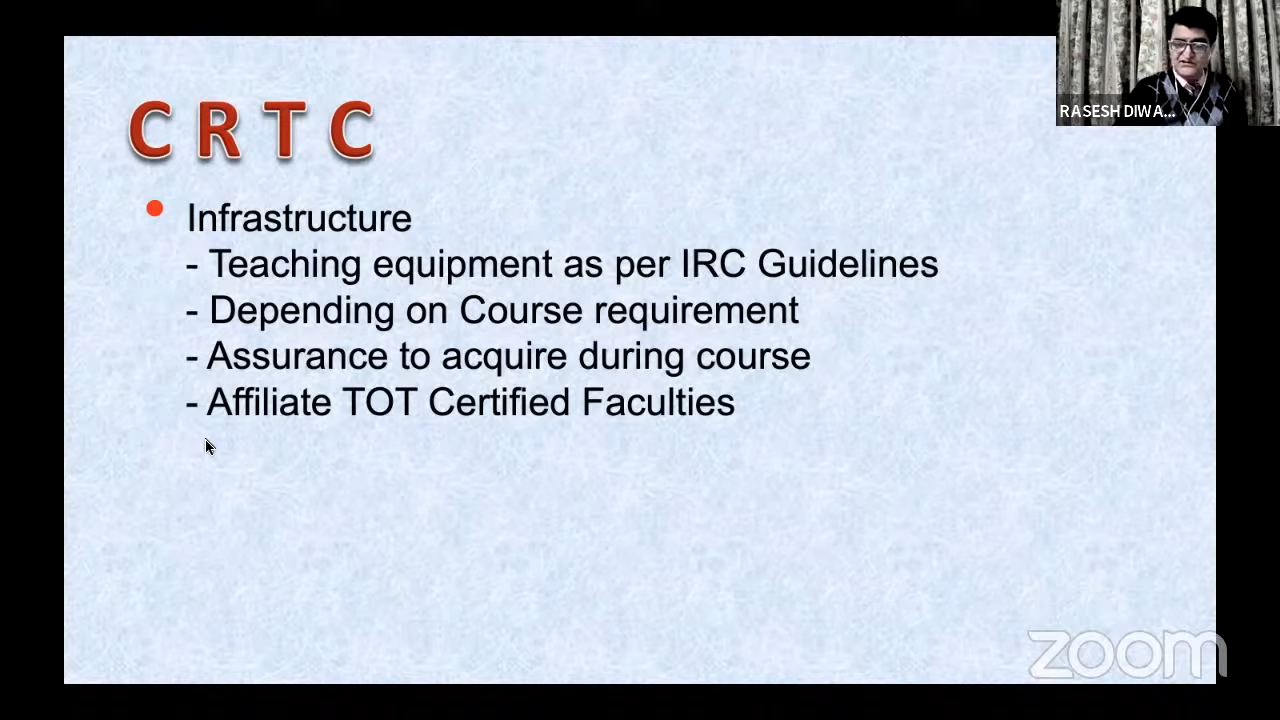 C R T C
RASESH DIWA...
• Infrastructure
- Teaching equipment as per IRC Guidelines
- Depending on Course requirement
- Assurance to acquire during course
- Affiliate TOT Certified Faculties
zoom